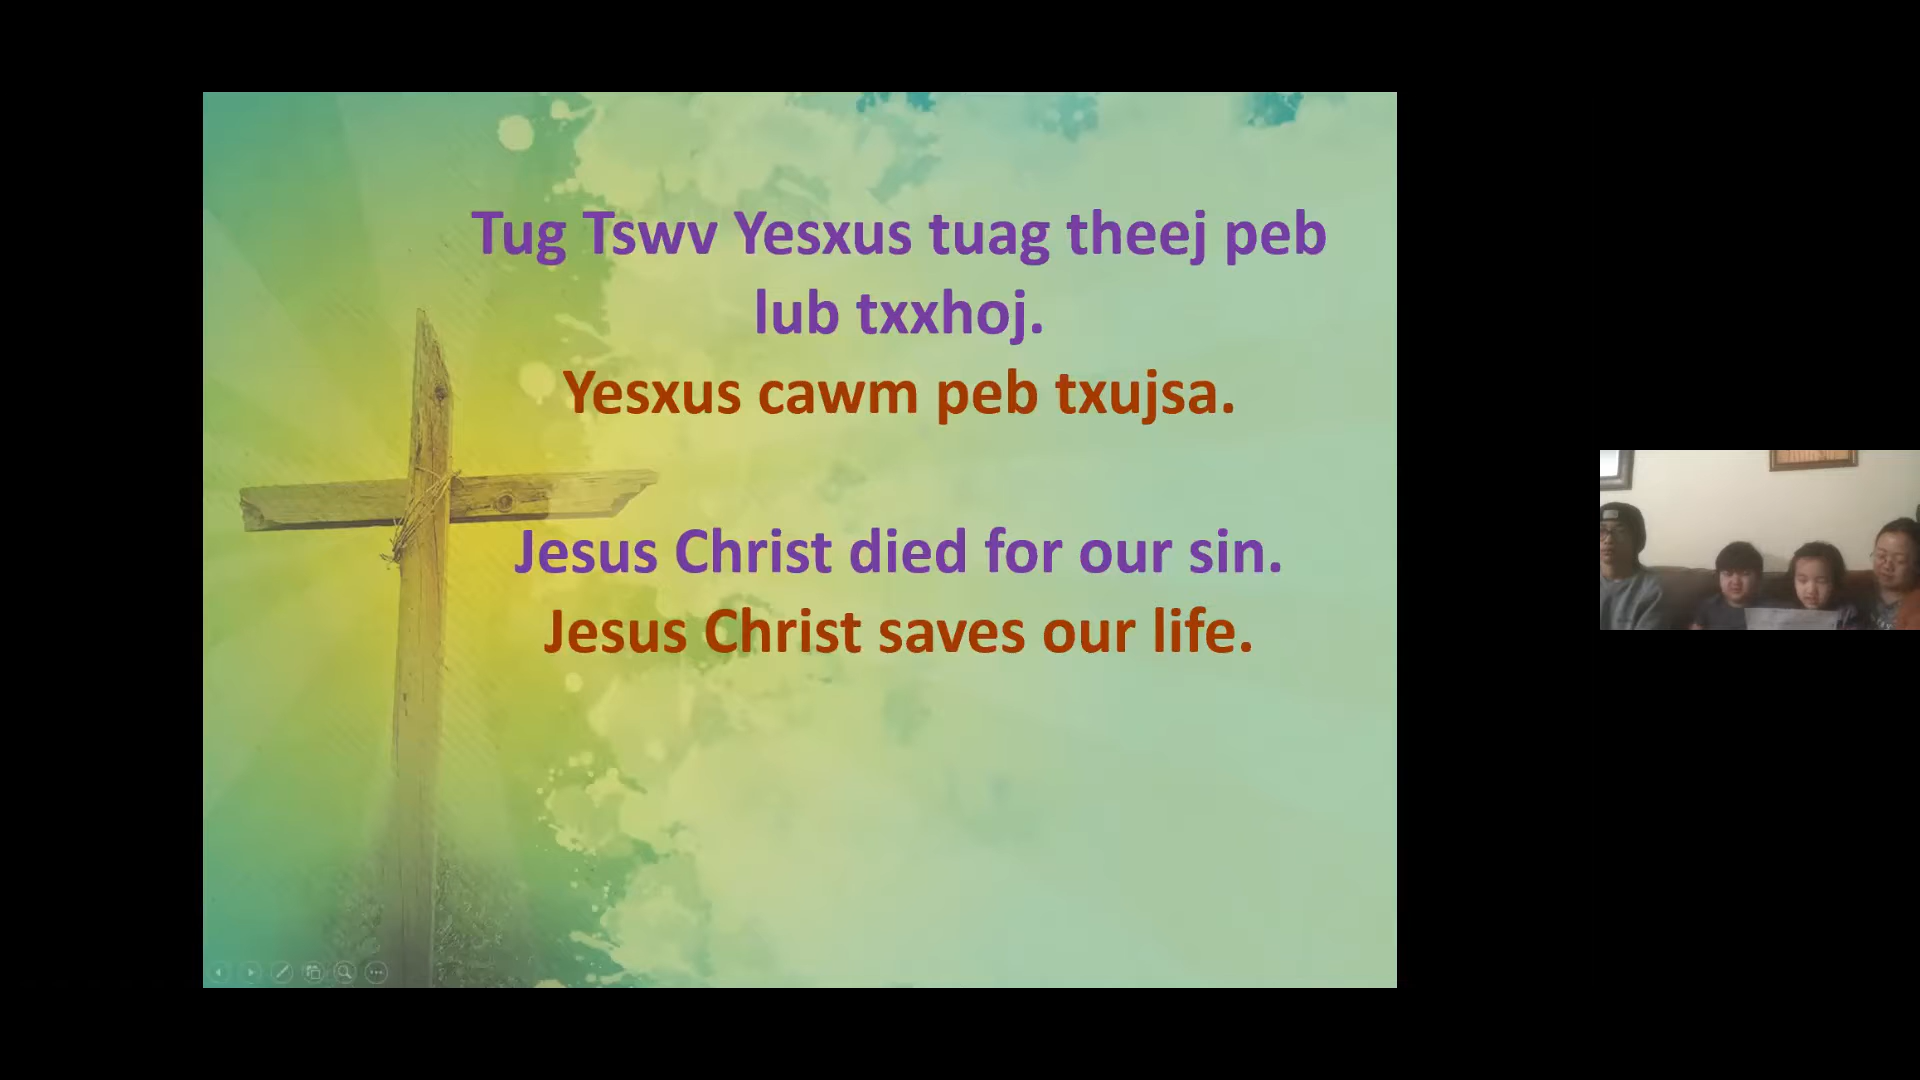 Tug Tswv Yesxus tuag theej peb
lub txxhoj.
Yesxus cawm peb txujsa.
Jesus Christ died for our sin.
Jesus Christ saves our life.